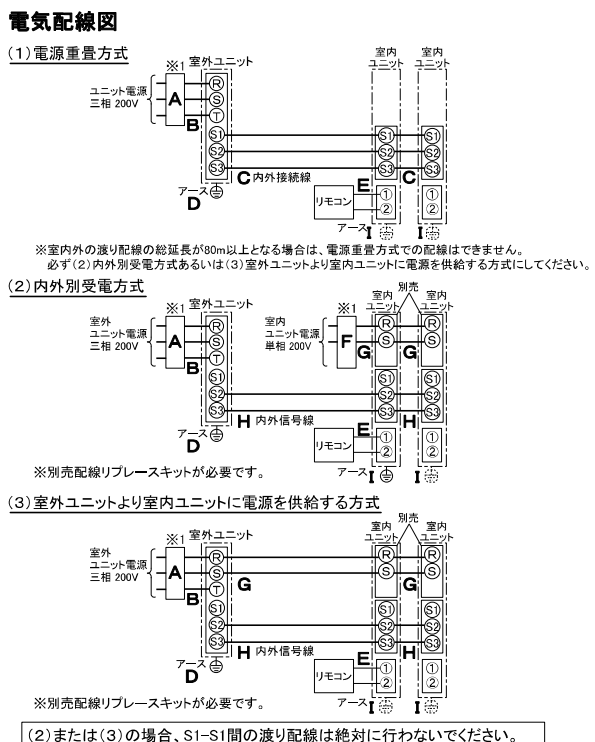 電気配線図
(1)電源重畳方式
※1 室外ユニット
室内ユニット 室内ユニット
ユニット電源
三相 200V
A
R
S
T
B
S1 S1 S1
S2 S2 S2
S3 S3 S3
C 内外接続線 E C
アース
D
リモコン ① ①
② ②
アース I I
※室内外の渡り配線の総延長が80m以上となる場合は、電源重畳方式での配線はできません。
必ず(2)内外別受電方式あるいは(3)室外ユニットより室内ユニットに電源を供給する方式にしてください。
(2)内外別受電方式
別売
※1 室外ユニット
※1 室内ユニット 室内ユニット
室外
ユニット電源
三相 200V
A
R
S
T
B
室内
ユニット電源
単相 200V
F
R R
S S
G G
S1 S1 S1
S2 S2 S2
S3 S3 S3
H 内外信号線 E H
アース
D
リモコン ① ①
② ②
アース I I
※別売配線リプレースキットが必要です。
(3)室外ユニットより室内ユニットに電源を供給する方式
別売
※1 室外ユニット
室内ユニット 室内ユニット
室外
ユニット電源
三相 200V
A
R R R
S S S
T
B G G
S1 S1 S1
S2 S2 S2
S3 S3 S3
H 内外信号線 E H
アース
D
リモコン ① ①
② ②
アース I I
※別売配線リプレースキットが必要です。
(2)または(3)の場合、S1-S1間の渡り配線は絶対に行わないでください。